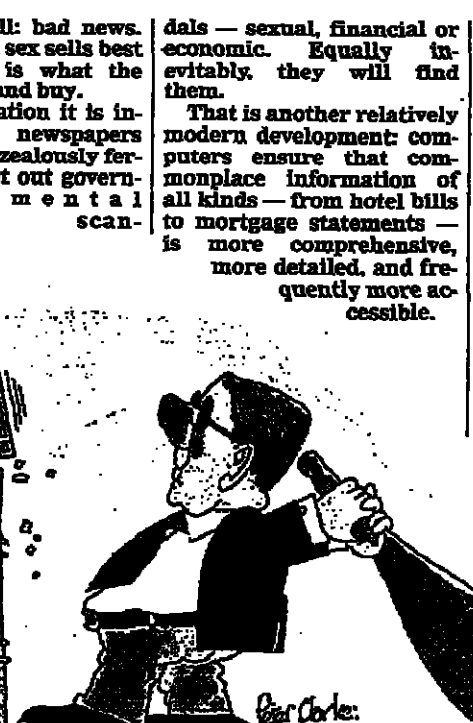 ll: bad news.
sex sells best
is what the
and buy.
ation it is in-
newspapers
zealously fer-
t out govern-
mental
scan-
dals — sexual, financial or
economic. Equally in-
evitably, they will find
them.
That is another relatively
modern development: com-
puters ensure that com-
monplace information of
all kinds — from hotel bills
to mortgage statements —
is more comprehensive,
more detailed, and fre-
quently more ac-
cessible.